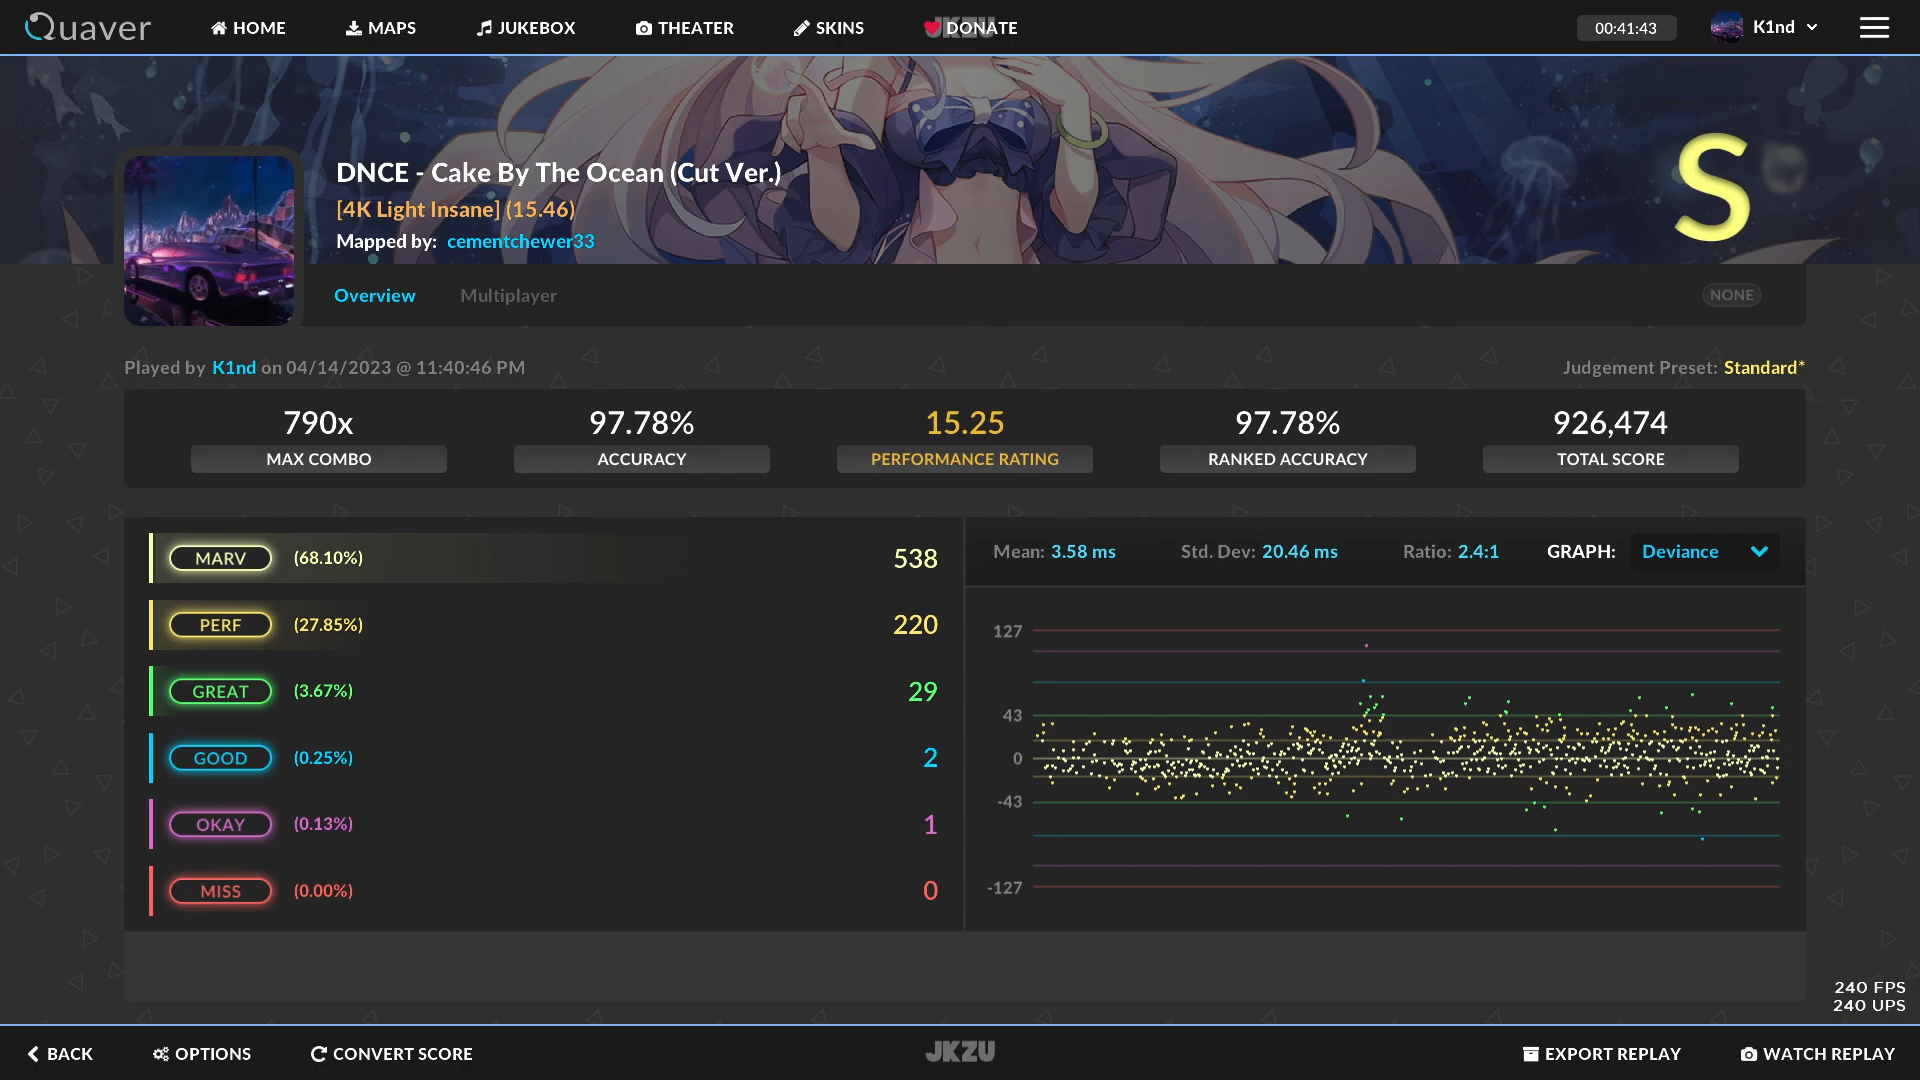 Quaver HOME MAPS JUKEBOX THEATER SKINS DONATE 00:41:43 K1nd
JKZU
DNCE - Cake By The Ocean (Cut Ver.)
[4K Light Insane] (15.46)
Mapped by: cementchewer33
S
Overview Multiplayer NONE
Played by K1nd on 04/14/2023 @ 11:40:46 PM Judgement Preset: Standard*
790x 97.78% 15.25 97.78% 926,474
MAX COMBO ACCURACY PERFORMANCE RATING RANKED ACCURACY TOTAL SCORE
MARV (68.10%) 538
PERF (27.85%) 220
GREAT (3.67%) 29
GOOD (0.25%) 2
OKAY (0.13%) 1
MISS (0.00%) 0
Mean: 3.58 ms Std. Dev: 20.46 ms Ratio: 2.4:1 GRAPH: Deviance
127
43
0
-43
-127
240 FPS
240 UPS
BACK OPTIONS CONVERT SCORE JKZU EXPORT REPLAY WATCH REPLAY